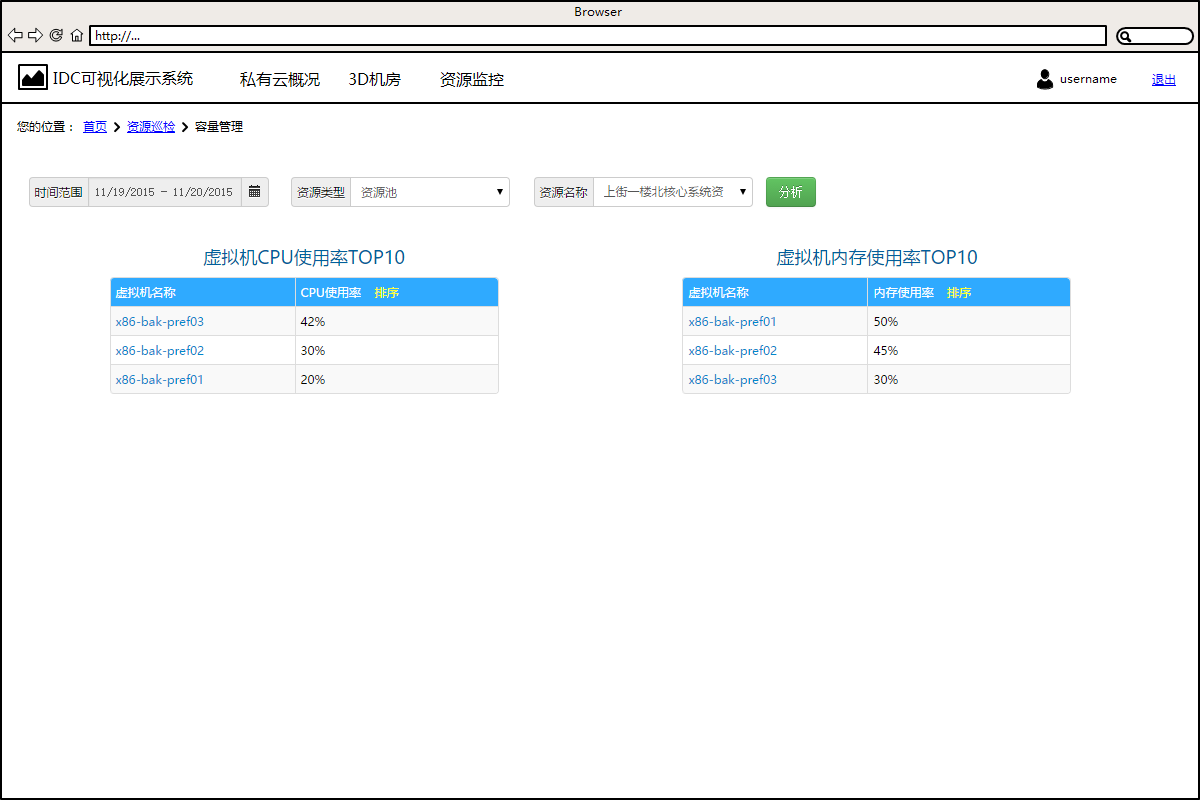 Browser
http://...
IDC可视化展示系统 私有云概况 3D机房 资源监控 username 退出
您的位置： 首页 资源巡检 容量管理
时间范围 11/19/2015 - 11/20/2015 资源类型 资源池 资源名称 上街一楼北核心系统资 分析
虚拟机CPU使用率TOP10
虚拟机名称 CPU使用率 排序
x86-bak-pref03 42%
x86-bak-pref02 30%
x86-bak-pref01 20%
虚拟机内存使用率TOP10
虚拟机名称 内存使用率 排序
x86-bak-pref01 50%
x86-bak-pref02 45%
x86-bak-pref03 30%